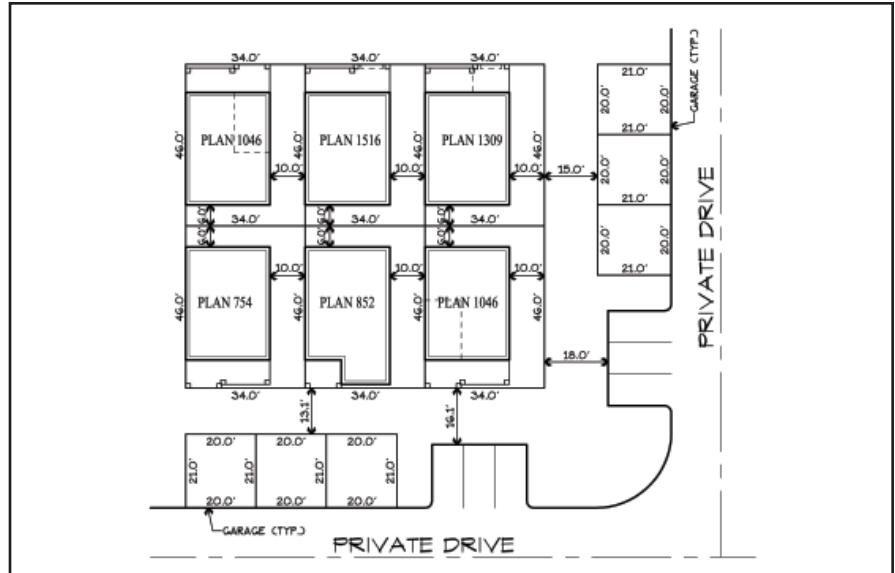 34.0' 34.0' 34.0'
21.0'
GARAGE (TYP.)
20.0' 20.0'
46.0' PLAN 1046 46.0' PLAN 1516 46.0' PLAN 1309 46.0'
21.0'
10.0' 10.0' 10.0' 15.0'
20.0' 20.0'
6.0' 6.0' 6.0'
21.0'
34.0' 34.0' 34.0'
6.0' 6.0' 6.0'
20.0' 20.0'
10.0' 10.0' 10.0'
21.0'
PRIVATE DRIVE
46.0' PLAN 754 46.0' PLAN 852 46.0' PLAN 1046 46.0'
18.0'
34.0' 34.0' 34.0'
13.1' 16.1'
20.0' 20.0' 20.0'
21.0' 21.0' 21.0' 21.0'
20.0' 20.0' 20.0'
GARAGE (TYP.)
PRIVATE DRIVE